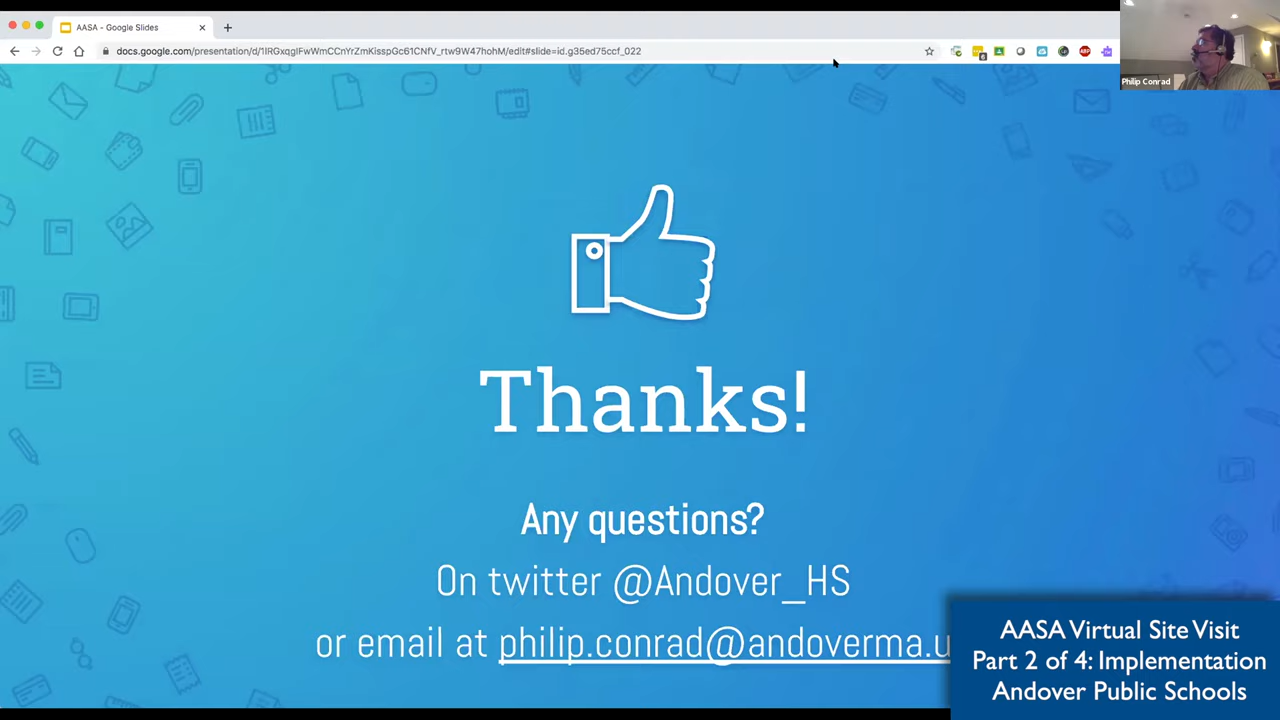 AASA - Google Slides
docs.google.com/presentation/d/1lRGxqgIFwWmCCnYrZmKisspGc61CNfV_rtw9W47hohM/edit#slide=id.g35ed75ccf_022
Philip Conrad
Thanks!
Any questions?
On twitter @Andover_HS
or email at philip.conrad@andoverma.u
AASA Virtual Site Visit
Part 2 of 4: Implementation
Andover Public Schools